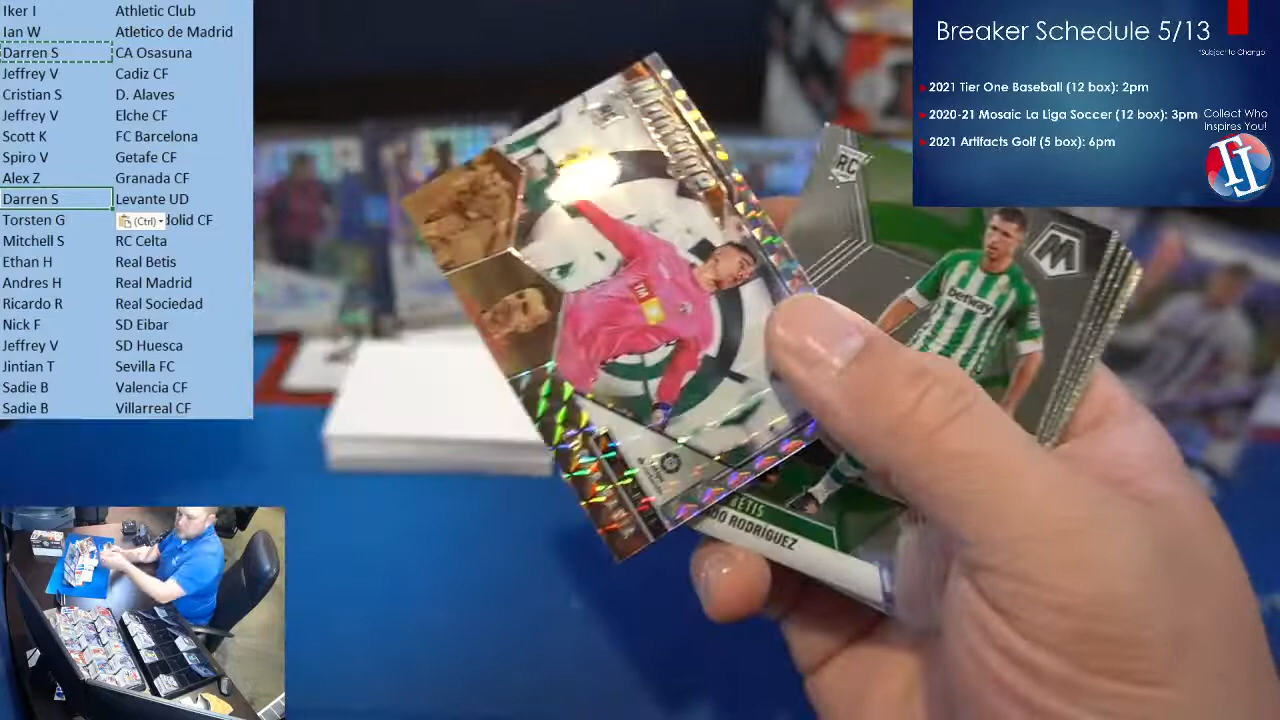 Iker I Athletic Club
Ian W Atletico de Madrid
Darren S CA Osasuna
Jeffrey V Cadiz CF
Cristian S D. Alaves
Jeffrey V Elche CF
Scott K FC Barcelona
Spiro V Getafe CF
Alex Z Granada CF
Darren S Levante UD
Torsten G (Ctrl) dolid CF
Mitchell S RC Celta
Ethan H Real Betis
Andres H Real Madrid
Ricardo R Real Sociedad
Nick F SD Eibar
Jeffrey V SD Huesca
Jintian T Sevilla FC
Sadie B Valencia CF
Sadie B Villarreal CF
Breaker Schedule 5/13
*Subject to Change
2021 Tier One Baseball (12 box): 2pm
2020-21 Mosaic La Liga Soccer (12 box): 3pm
2021 Artifacts Golf (5 box): 6pm
Collect Who
Inspires You!
RC
M
betway
BETIS
DO RODRÍGUEZ